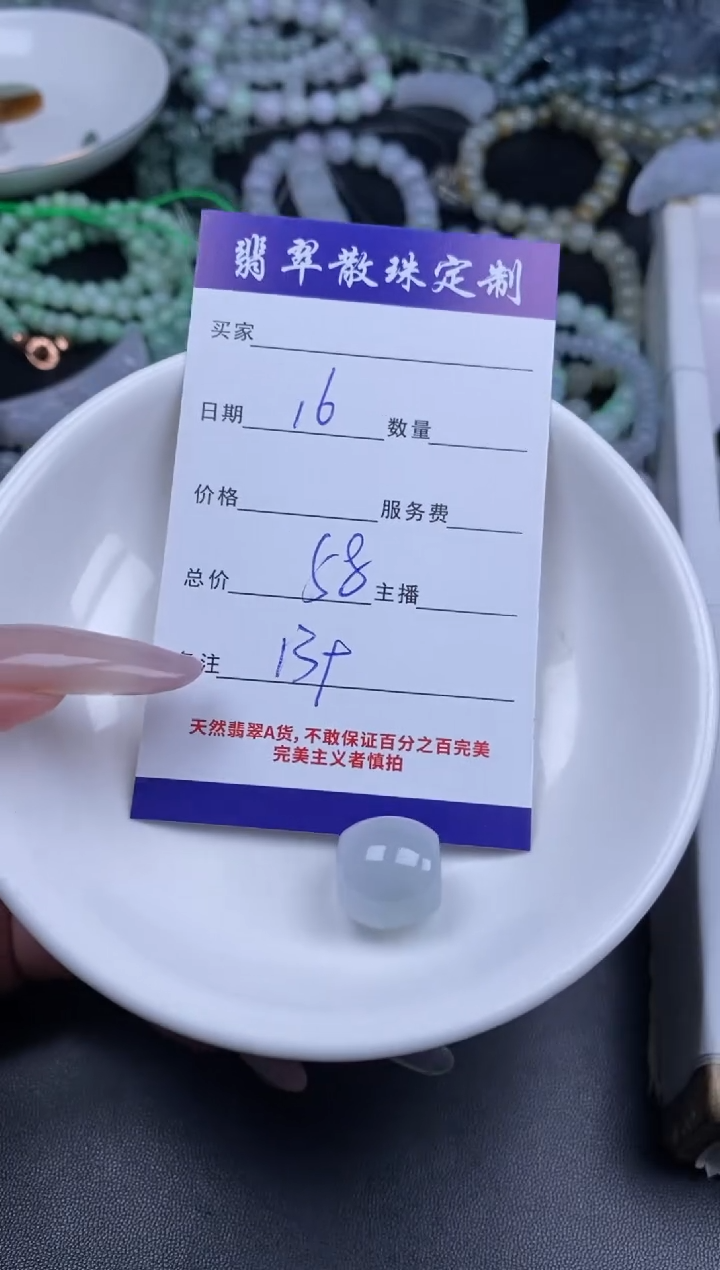 翡翠散珠定制
买家
日期 16 数量
价格 服务费
总价 58 主播
备注 13+
天然翡翠A货,不敢保证百分之百完美
完美主义者慎拍